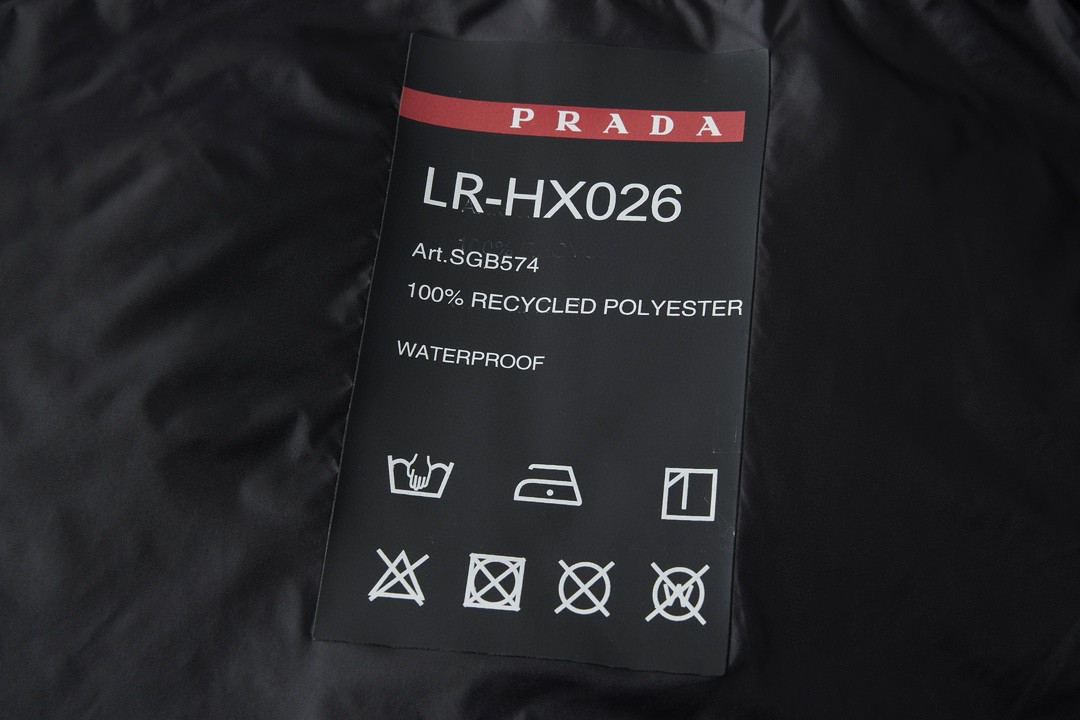 PRADA
LR-HX026
Art.SGB574
100% RECYCLED POLYESTER
WATERPROOF
W